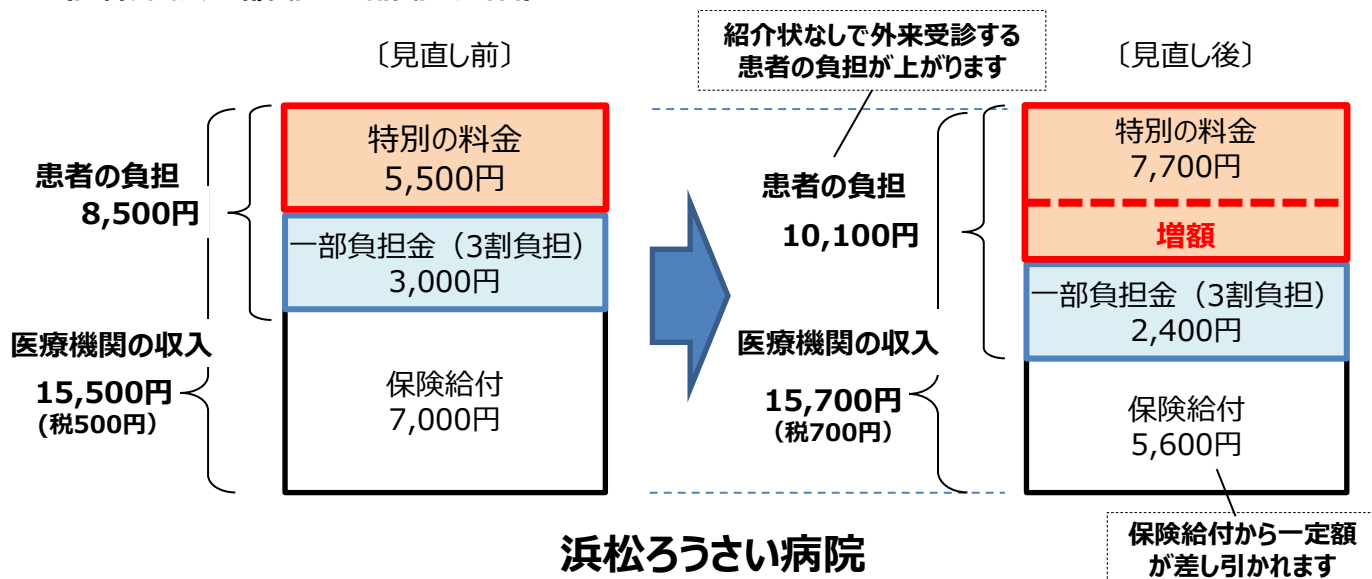 〔見直し前〕
特別の料金
5,500円
一部負担金（3割負担）
3,000円
保険給付
7,000円
患者の負担
8,500円
医療機関の収入
15,500円
(税500円）
紹介状なしで外来受診する
患者の負担が上がります
〔見直し後〕
特別の料金
7,700円
増額
一部負担金（3割負担）
2,400円
保険給付
5,600円
患者の負担
10,100円
医療機関の収入
15,700円
（税700円）
保険給付から一定額
が差し引かれます
浜松ろうさい病院